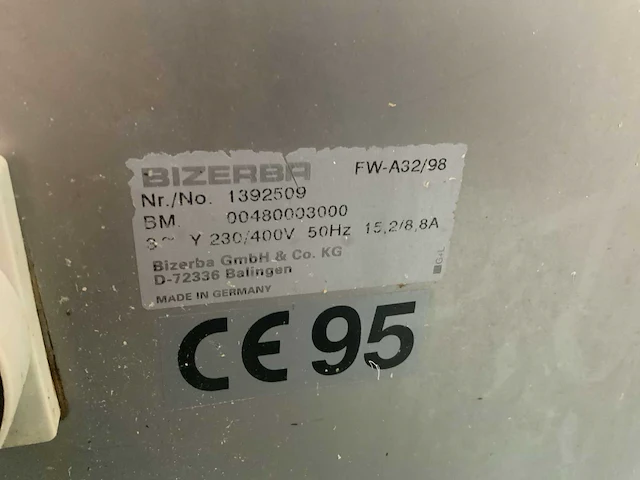 BIZERBA FW-A32/98
Nr./No. 1392509
BM. 00480003000
3~ Y 230/400V 50Hz 15,2/8,8A
Bizerba GmbH & Co. KG
D-72336 Balingen
MADE IN GERMANY
CE 95